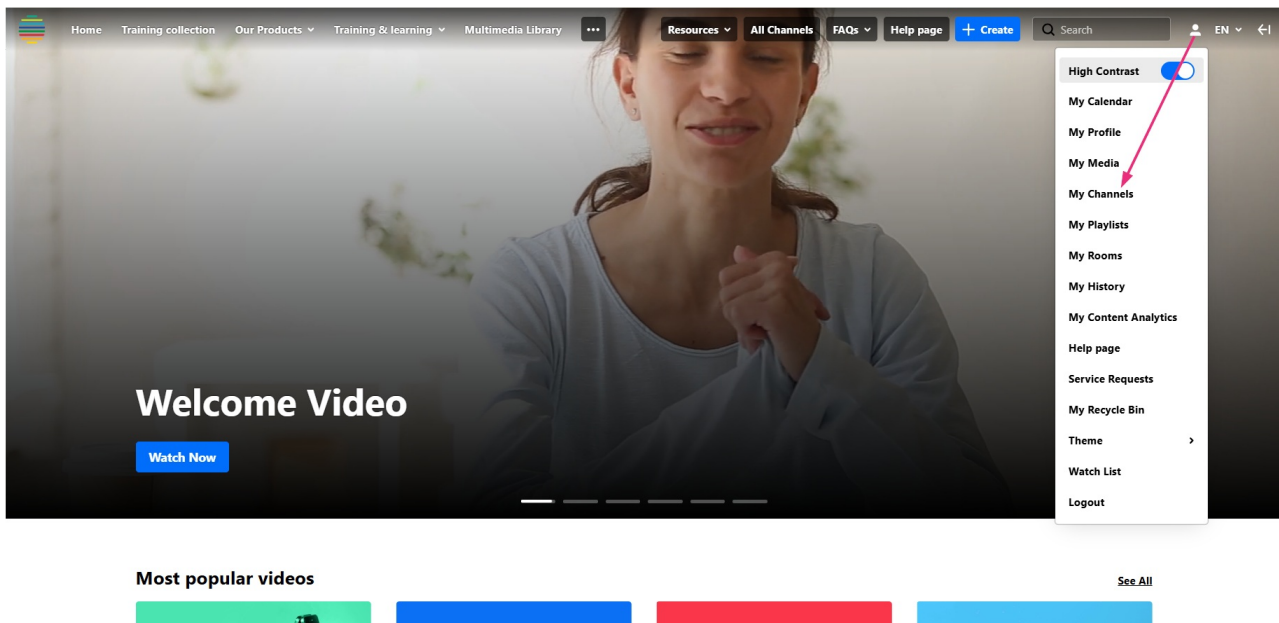 Home Training collection Our Products Training & learning Multimedia Library ••• Resources All Channels FAQs Help page + Create Search EN
High Contrast
My Calendar
My Profile
My Media
My Channels
My Playlists
My Rooms
My History
My Content Analytics
Help page
Service Requests
My Recycle Bin
Theme
Watch List
Logout
Welcome Video
Watch Now
Most popular videos
See All